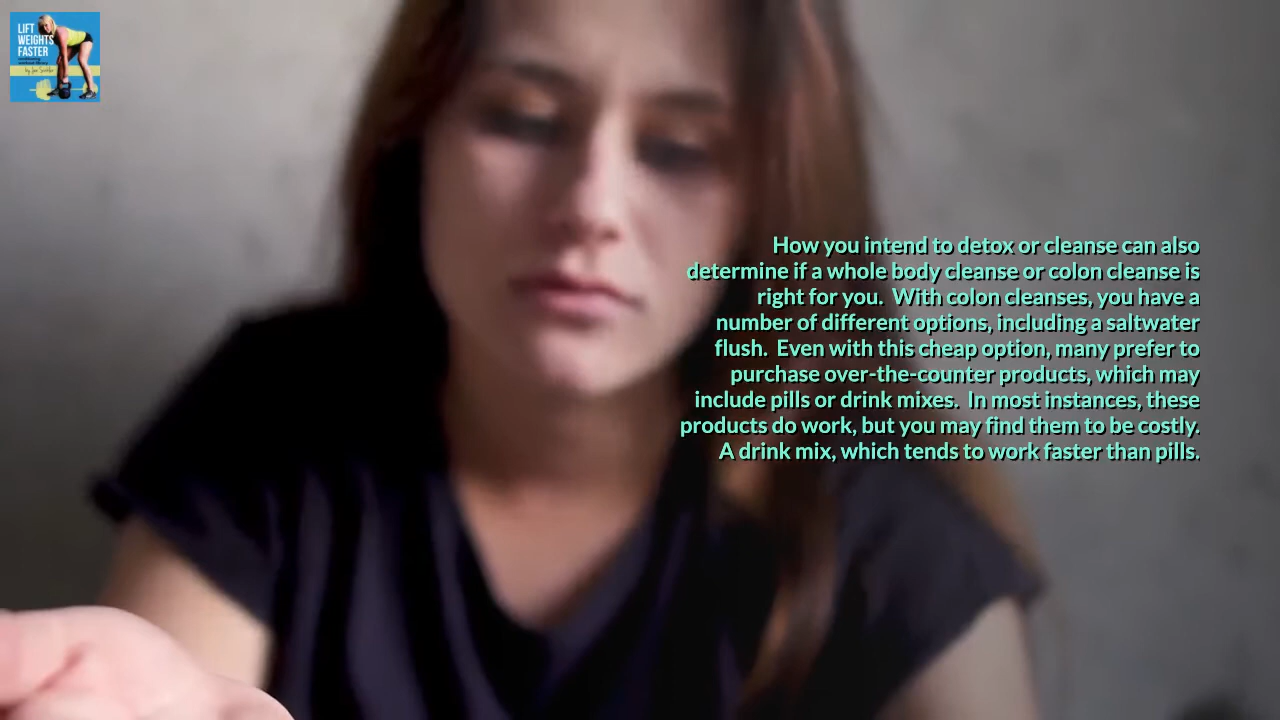 LIFT
WEIGHTS
FASTER
How you intend to detox or cleanse can also
determine if a whole body cleanse or colon cleanse is
right for you.  With colon cleanses, you have a
number of different options, including a saltwater
flush.  Even with this cheap option, many prefer to
purchase over-the-counter products, which may
include pills or drink mixes.  In most instances, these
products do work, but you may find them to be costly.
A drink mix, which tends to work faster than pills.